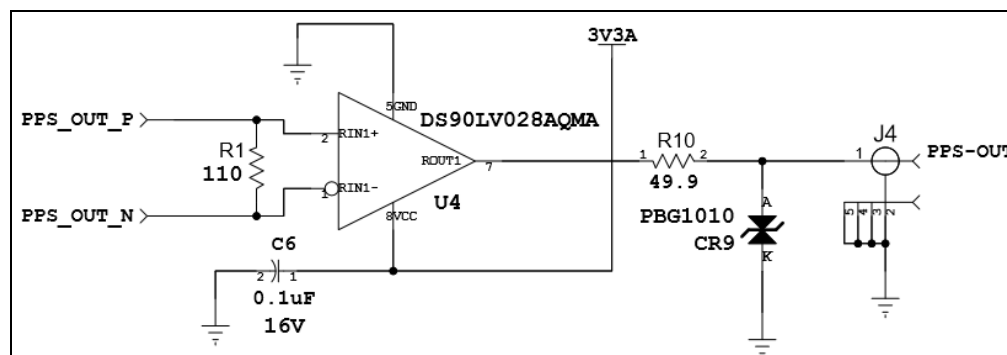 3V3A
5GND
DS90LV028AQMA
PPS_OUT_P
2
RIN1+
R1
110
ROUT1
7
1
R10
2
49.9
J4
1
PPS-OUT
PPS_OUT_N
1
RIN1-
U4
8VCC
A
PBG1010
CR9
K
5
4
3
2
C6
2
1
0.1uF
16V